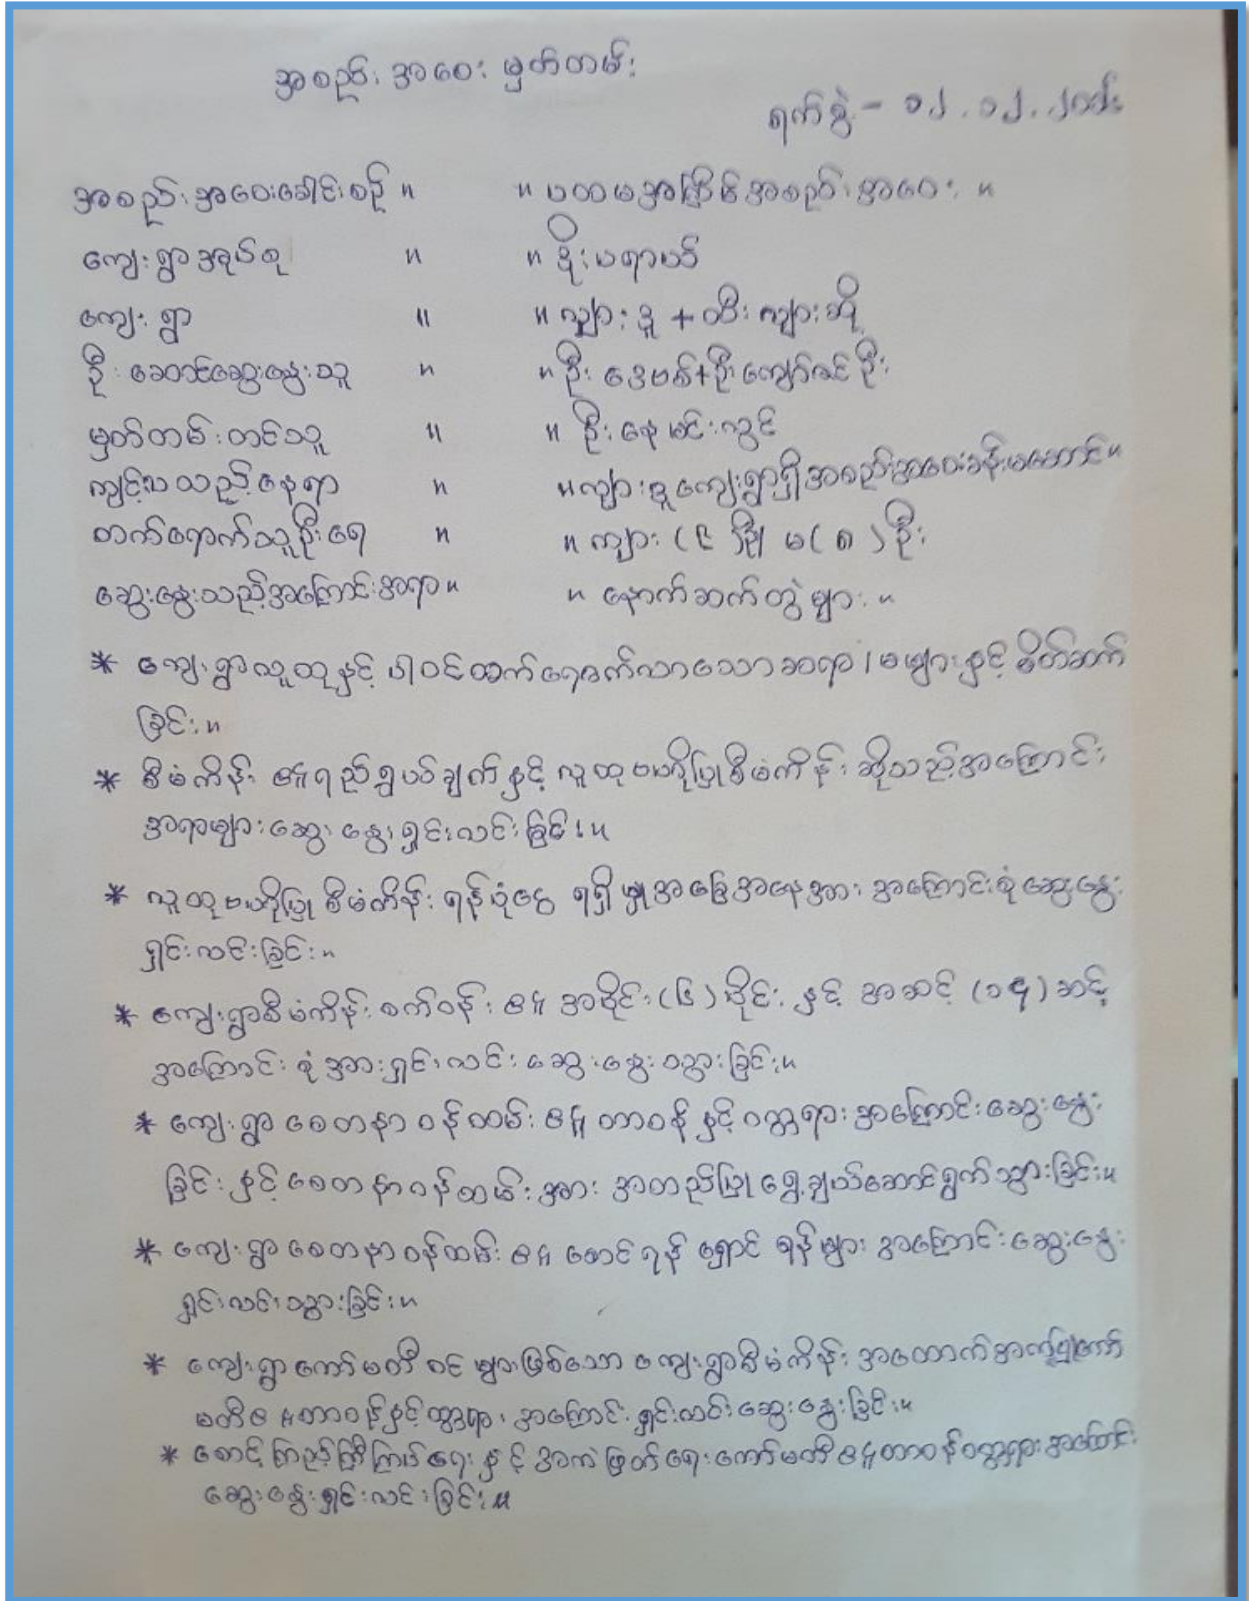 အစည်းအဝေး မှတ်တမ်း
ရက်စွဲ - ၁၂.၁၂.၂၀၁၆
အစည်းအဝေးခေါင်းစဉ် ။ ။ ပထမအကြိမ်အစည်းအဝေး ။
ကျေးရွာအုပ်စု ။ ။ ဒိုးပရာယပ်
ကျေးရွာ ။ ။ လျှားဒူ + ထီးကျားဆို
ဦးဆောင်ဆွေးနွေးသူ ။ ။ ဦးဒေဗစ်+ဦးကျော်ဇင်ဦး
မှတ်တမ်းတင်သူ ။ ။ ဦးနေမင်းလွင်
ကျင့်ပသည့်နေရာ ။ ။ လျှားဒူကျေးရွာရှိအစည်းအဝေးခန်းမဆောင်။
တက်ရောက်သူဦးရေ ။ ။ ကျား (၉)ဦး၊ မ(၈)ဦး
ဆွေးနွေးသည့်အကြောင်းအရာ။ ။ နောက်ဆက်တွဲများ ။
* ကျေးရွာလူထုနှင့် ပါဝင်တက်ရောက်လာသောဆရာ/မများနှင့် မိတ်ဆက်
ခြင်း။
* စီမံကိန်း ၏ရည်ရွယ်ချက်နှင့် လူထုဗဟိုပြုစီမံကိန်း ဆိုသည့်အကြောင်း
အရာများဆွေးနွေးရှင်းလင်းခြင်း။
* လူထုဗဟိုပြု စီမံကိန်း ရန်ပုံငွေ ရရှိမှုအခြေအနေအား အကြောင်းစုံဆွေးနွေး
ရှင်းလင်းခြင်း။
* ကျေးရွာစီမံကိန်း စက်ဝန်း ၏ အပိုင်း(၆)ပိုင်း နှင့် အဆင့် (၁၅)ဆင့်
အကြောင်းစုံအားရှင်းလင်း ဆွေးနွေးသွားခြင်း။
* ကျေးရွာ စေတနာ့ ဝန်ထမ်း ၏ တာဝန် နှင့် ဝတ္တရား အကြောင်းဆွေးနွေး
ခြင်း နှင့် စေတနာ့ဝန်ထမ်းအား အတည်ပြု ရွေးချယ်ဆောင်ရွက်သွားခြင်း။
* ကျေးရွာ စေတနာ့ ဝန်ထမ်း ၏ စောင်ရန် ရှောင် ရန်များ အကြောင်းဆွေးနွေး
ရှင်းလင်းသွားခြင်း။
* ကျေးရွာကော်မတီဝင် များဖြစ်သော ကျေးရွာစီမံကိန်း အထောက်အကူပြုကော်
မတီ၏တာဝန်နှင့်ဝတ္တရား အကြောင်း ရှင်းလင်းဆွေးနွေးခြင်း။
* စောင့်ကြည့်ကြီးကြပ်ရေး နှင့် အကဲဖြတ်ရေးကော်မတီ၏တာဝန်ဝတ္တရားအကြောင်း
ဆွေးနွေးရှင်းလင်းခြင်း။